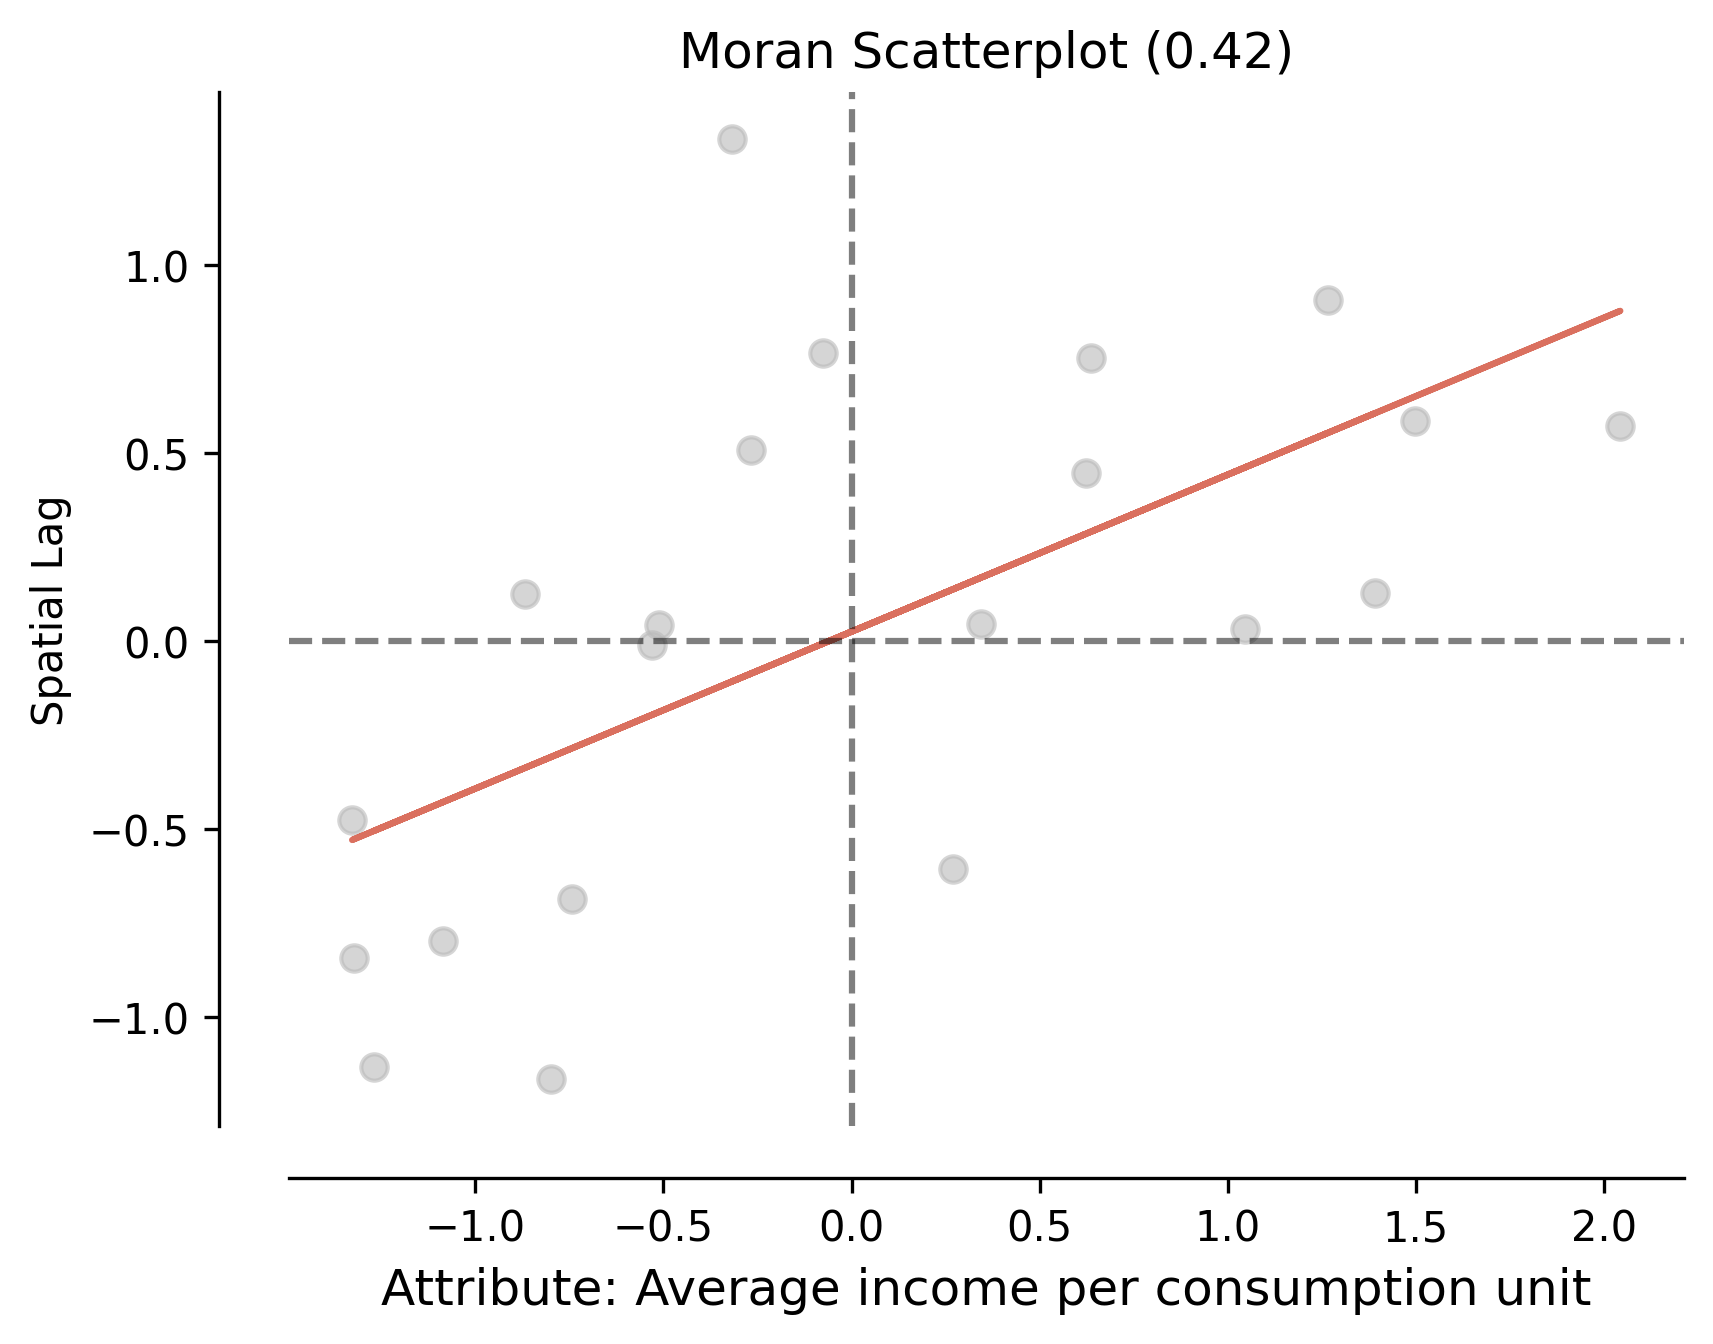 Moran Scatterplot (0.42)
Spatial Lag
1.0
0.5
0.0
−0.5
−1.0
−1.0 −0.5 0.0 0.5 1.0 1.5 2.0
Attribute: Average income per consumption unit